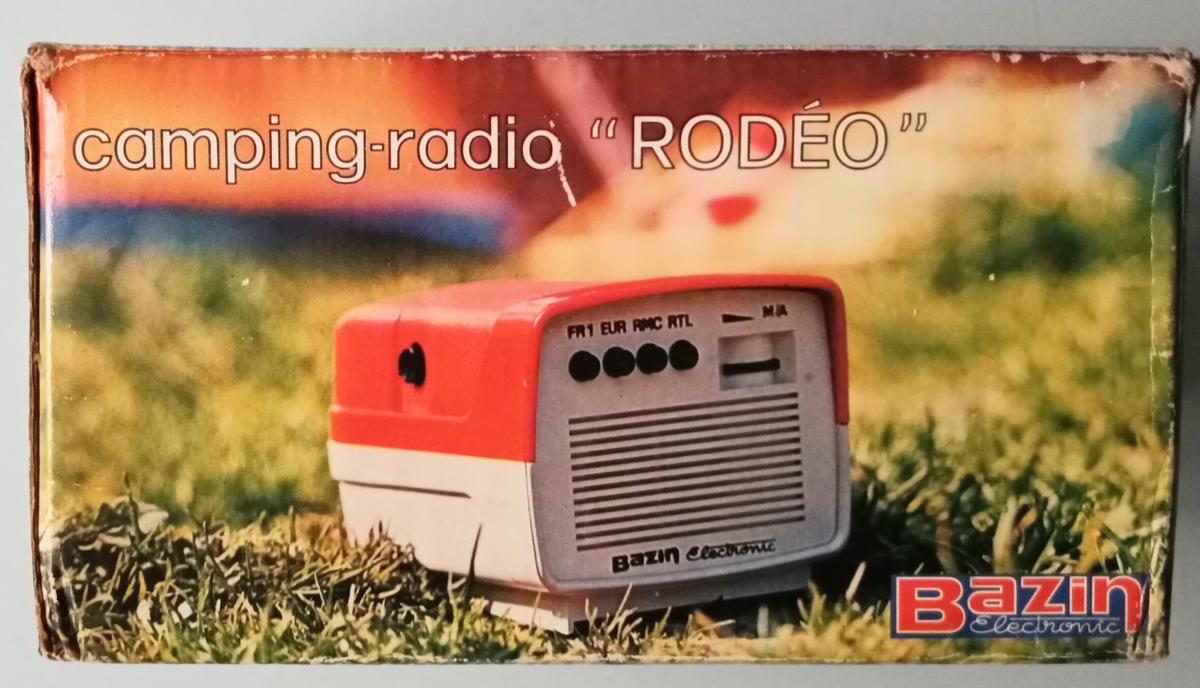 camping-radio “RODÉO”
FR1 EUR RMC RTL M/A
Bazin Electronic
Bazin
Electronic